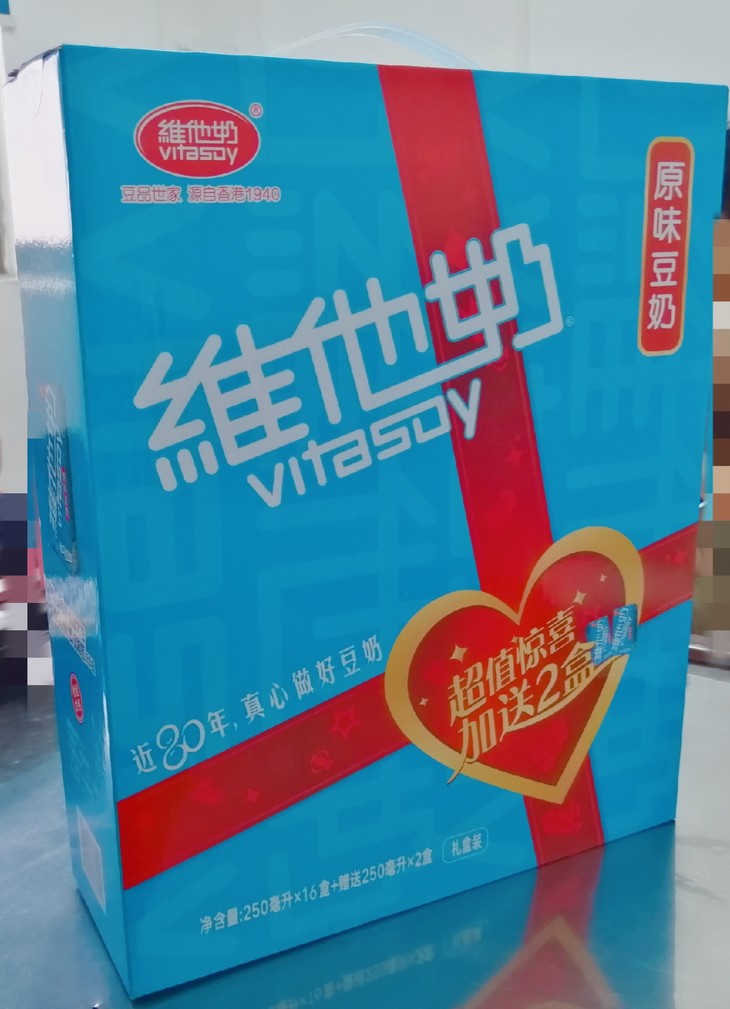 維他奶
vitasoy
豆品世家 源自香港1940
原味豆奶
維他奶
vitasoy
近80年,真心做好豆奶
超值惊喜
加送2盒
净含量:250毫升×16盒+赠送250毫升×2盒 礼盒装